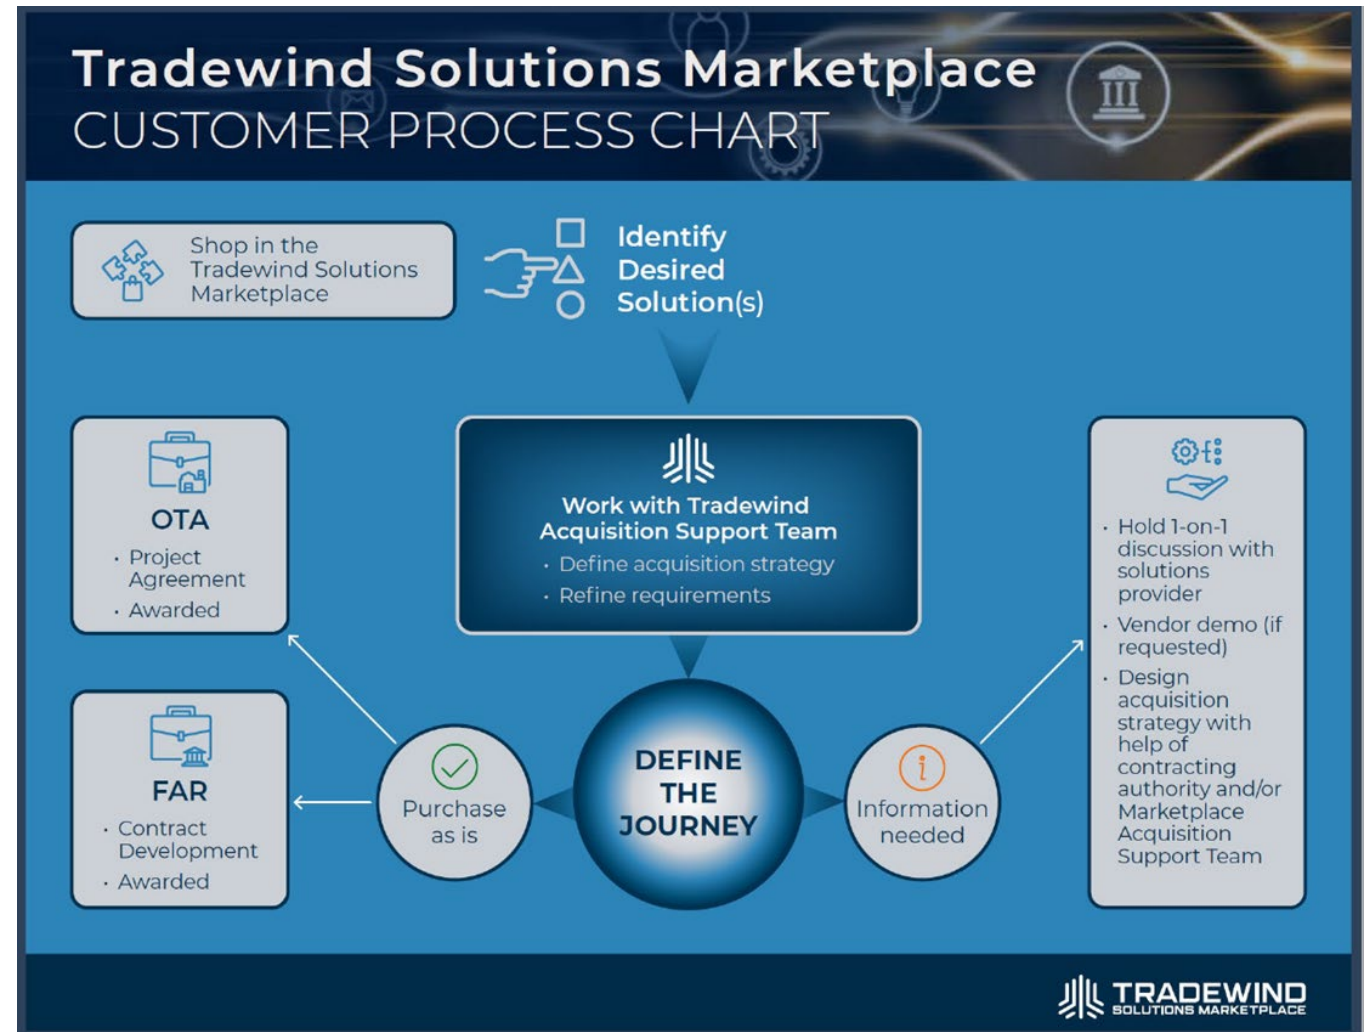 Tradewind Solutions Marketplace
CUSTOMER PROCESS CHART
Shop in the
Tradewind Solutions
Marketplace
Identify
Desired
Solution(s)
OTA
· Project
Agreement
· Awarded
Work with Tradewind
Acquisition Support Team
· Define acquisition strategy
· Refine requirements
· Hold 1-on-1
discussion with
solutions
provider
· Vendor demo (if
requested)
· Design
acquisition
strategy with
help of
contracting
authority and/or
Marketplace
Acquisition
Support Team
FAR
· Contract
Development
· Awarded
Purchase
as is
DEFINE
THE
JOURNEY
i
Information
needed
TRADEWIND
SOLUTIONS MARKETPLACE